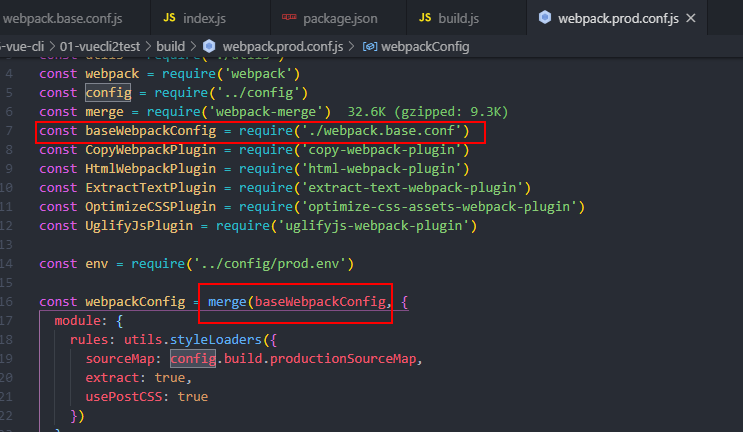 webpack.base.conf.js JS index.js package.json JS build.js webpack.prod.conf.js ×
-vue-cli > 01-vuecli2test > build > webpack.prod.conf.js > webpackConfig
4 const webpack = require('webpack')
5 const config = require('../config')
6 const merge = require('webpack-merge') 32.6K (gzipped: 9.3K)
7 const baseWebpackConfig = require('./webpack.base.conf')
8 const CopyWebpackPlugin = require('copy-webpack-plugin')
9 const HtmlWebpackPlugin = require('html-webpack-plugin')
10 const ExtractTextPlugin = require('extract-text-webpack-plugin')
11 const OptimizeCSSPlugin = require('optimize-css-assets-webpack-plugin')
12 const UglifyJsPlugin = require('uglifyjs-webpack-plugin')
13
14 const env = require('../config/prod.env')
15
16 const webpackConfig = merge(baseWebpackConfig, {
17 module: {
18 rules: utils.styleLoaders({
19 sourceMap: config.build.productionSourceMap,
20 extract: true,
21 usePostCSS: true
22 })